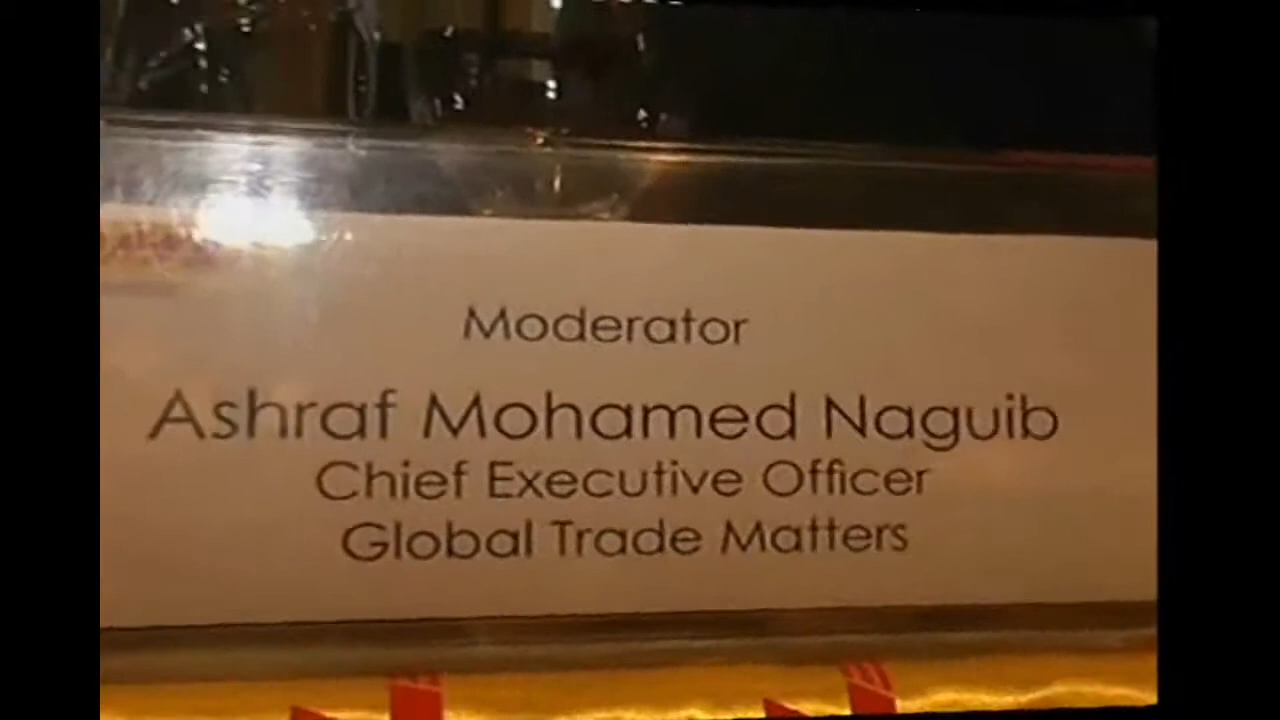 Moderator
Ashraf Mohamed Naguib
Chief Executive Officer
Global Trade Matters